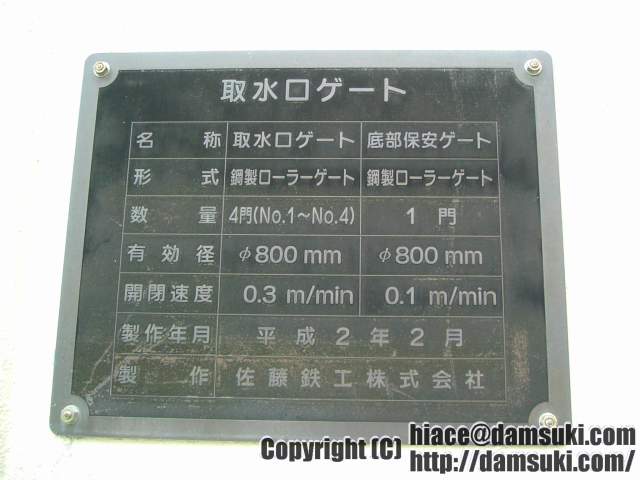 取水口ゲート
名称 取水口ゲート 底部保安ゲート
形式 鋼製ローラーゲート 鋼製ローラーゲート
数量 4門(No.1〜No.4) 1門
有効径 φ800mm φ800mm
開閉速度 0.3 m/min 0.1 m/min
製作年月 平成2年2月
製作 佐藤鉄工株式会社
Copyright (C) hiace@damsuki.com
http://damsuki.com/